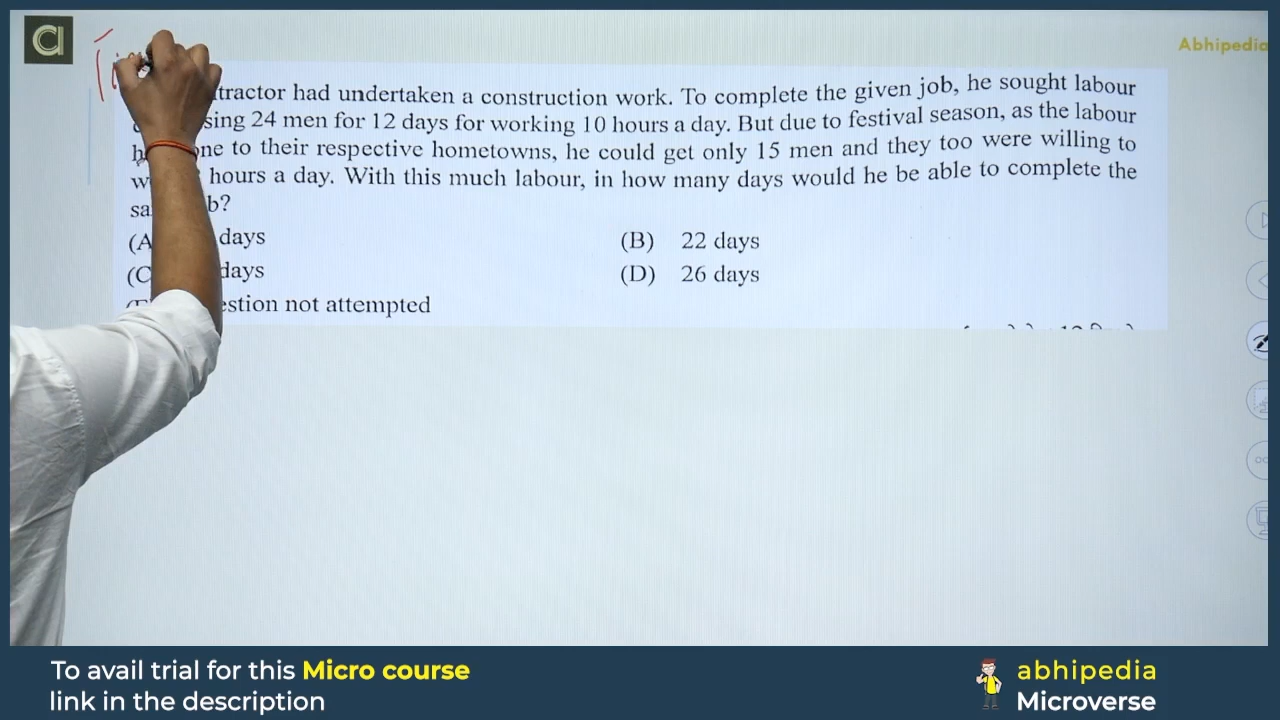 Abhipedia
tractor had undertaken a construction work. To complete the given job, he sought labour
sing 24 men for 12 days for working 10 hours a day. But due to festival season, as the labour
ne to their respective hometowns, he could get only 15 men and they too were willing to
hours a day. With this much labour, in how many days would he be able to complete the
sa b?
(A days
(B) 22 days
(C days
(D) 26 days
estion not attempted
To avail trial for this Micro course
link in the description
abhipedia
Microverse